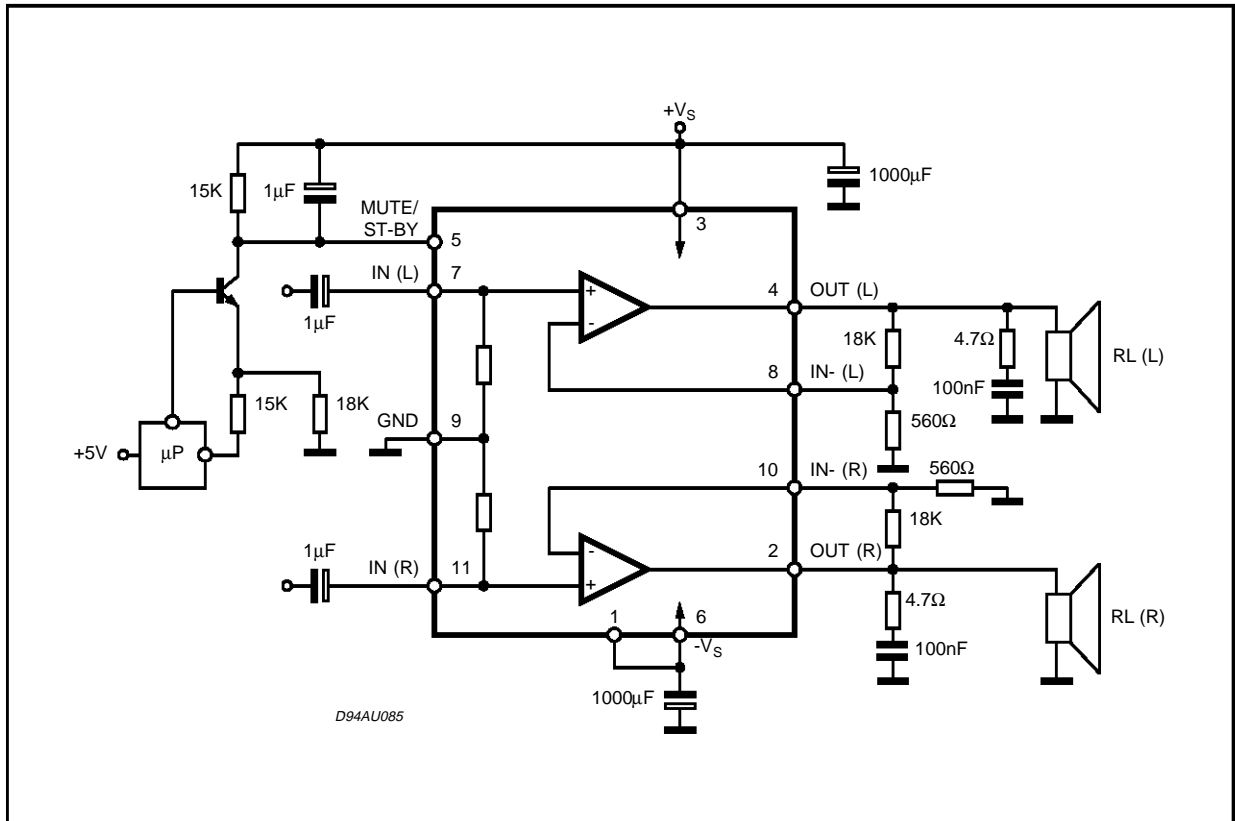 +VS
15K
1μF
1000μF
MUTE/
ST-BY
5
3
IN (L)
7
1μF
4
OUT (L)
18K
4.7Ω
RL (L)
8
IN- (L)
100nF
+
-
15K
18K
GND
9
560Ω
+5V
μP
10
IN- (R)
560Ω
18K
1μF
IN (R)
11
-
+
2
OUT (R)
4.7Ω
RL (R)
100nF
1
6
-VS
1000μF
D94AU085